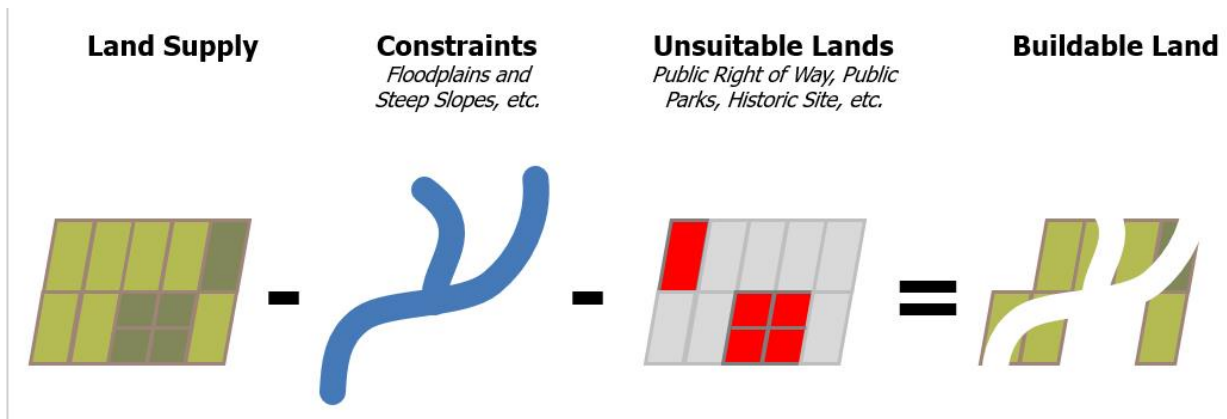 Land Supply
Constraints
Floodplains and
Steep Slopes, etc.
Unsuitable Lands
Public Right of Way, Public
Parks, Historic Site, etc.
Buildable Land
- - =